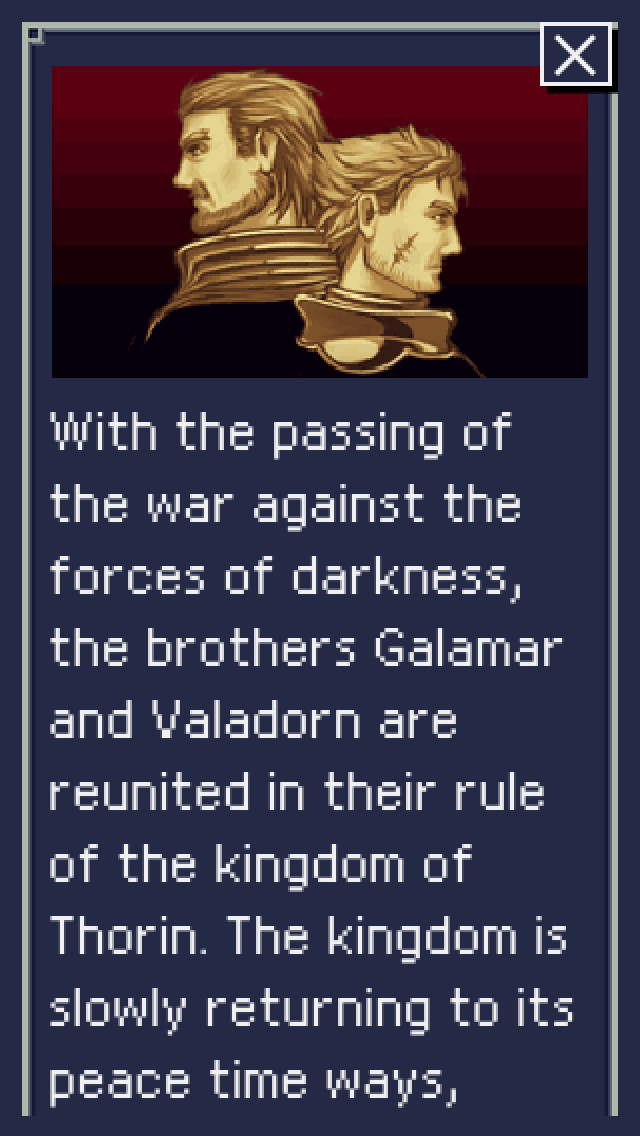 With the passing of
the war against the
forces of darkness,
the brothers Galamar
and Valadorn are
reunited in their rule
of the kingdom of
Thorin. The kingdom is
slowly returning to its
peace time ways,